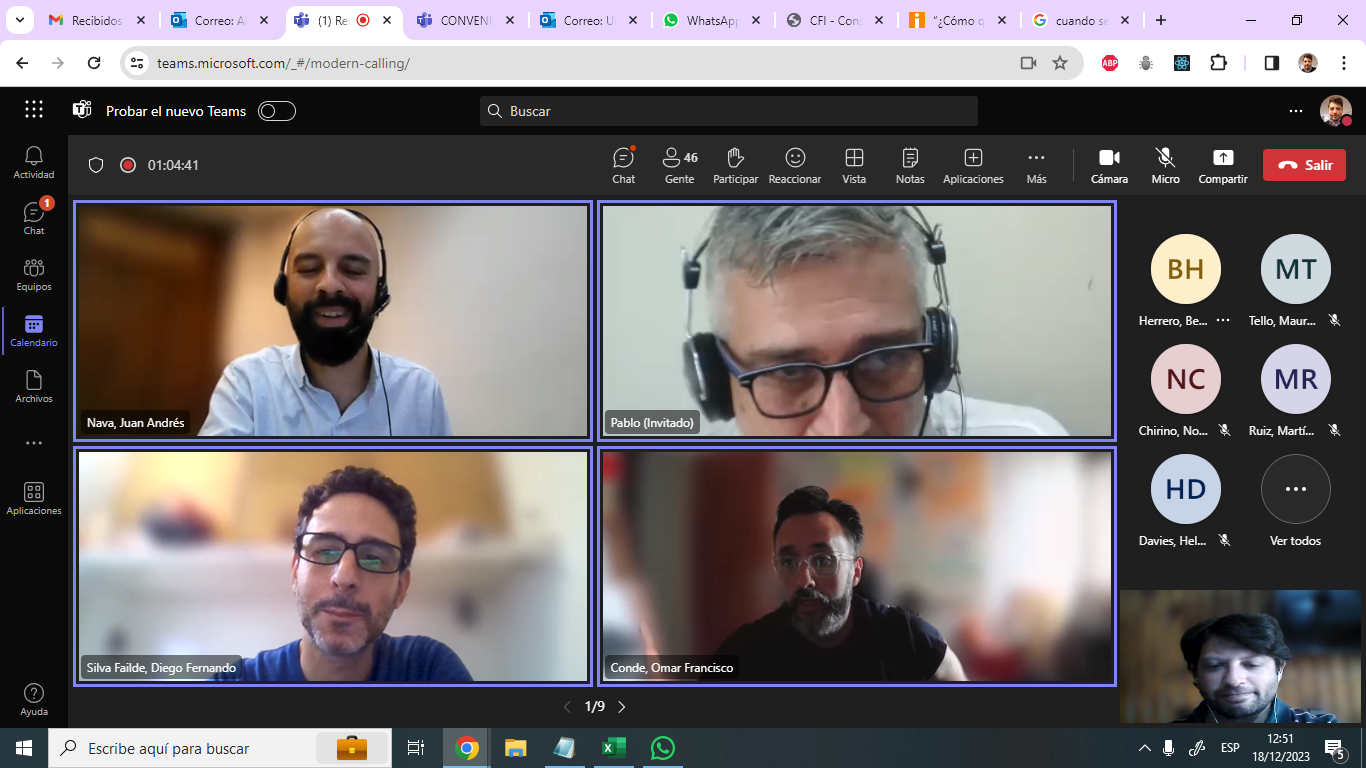 Recibidos
Correo: A
(1) Re
CONVEN
Correo: U
WhatsApp
CFI - Cons
"¿Cómo q
cuando se
teams.microsoft.com/_#/modern-calling/
ABP
Probar el nuevo Teams
Buscar
Actividad
1
Chat
Equipos
Calendario
Archivos
Aplicaciones
Ayuda
01:04:41
Chat
46
Gente
Participar
Reaccionar
Vista
Notas
Aplicaciones
Más
Cámara
Micro
Compartir
Salir
Nava, Juan Andrés
Pablo (Invitado)
Silva Failde, Diego Fernando
Conde, Omar Francisco
BH
Herrero, Be...
MT
Tello, Maur...
NC
Chirino, No...
MR
Ruiz, Martí...
HD
Davies, Hel...
Ver todos
1/9
Escribe aquí para buscar
ESP
12:51
18/12/2023
5